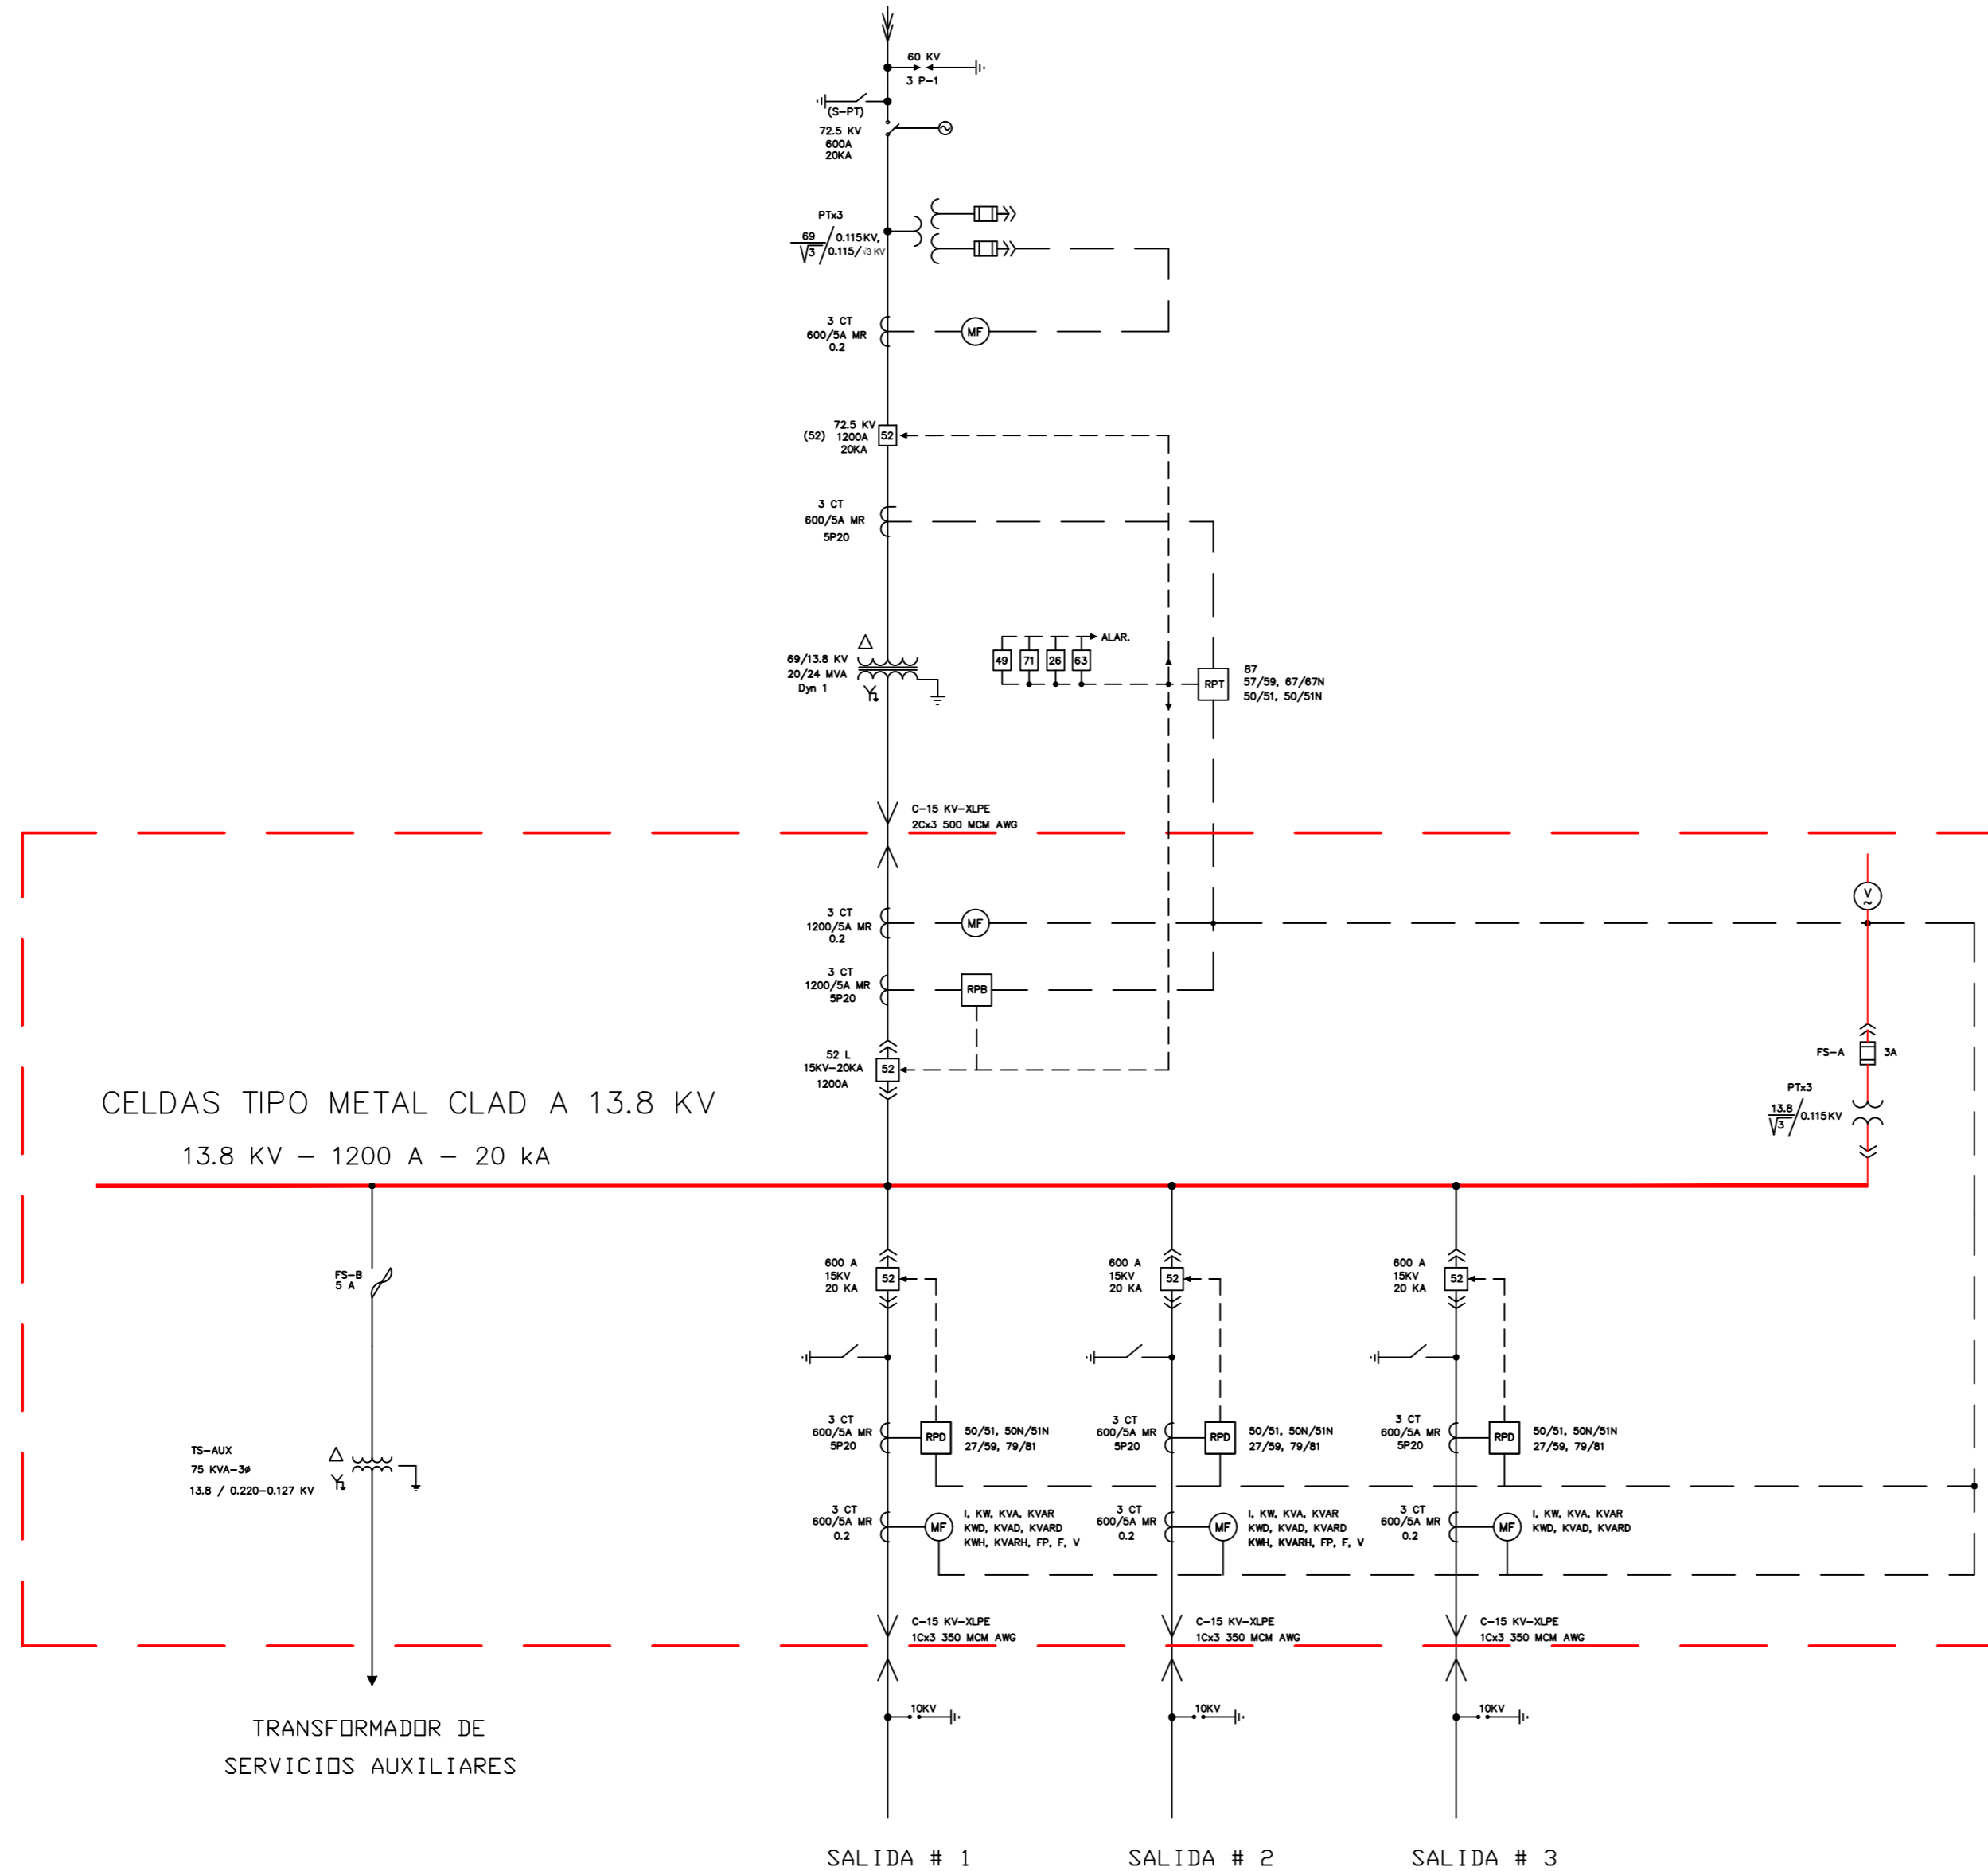 60 KV
3 P-1
(S-PT)
72.5 KV
600A
20KA
PTx3
69/√3 / 0.115KV,
0.115/√3 KV
3 CT
600/5A MR
0.2
MF
(52)
72.5 KV
1200A
20KA
52
3 CT
600/5A MR
5P20
69/13.8 KV
20/24 MVA
Dyn 1
49 71 26 63
ALAR.
RPT
87
57/59, 67/67N
50/51, 50/51N
C-15 KV-XLPE
2Cx3 500 MCM AWG
3 CT
1200/5A MR
0.2
MF
V
~
3 CT
1200/5A MR
5P20
RPB
52 L
15KV-20KA
1200A
52
FS-A
3A
PTx3
13.8/√3 / 0.115KV
CELDAS TIPO METAL CLAD A 13.8 KV
13.8 KV - 1200 A - 20 kA
FS-B
5 A
TS-AUX
75 KVA-3ø
13.8 / 0.220-0.127 KV
TRANSFORMADOR DE
SERVICIOS AUXILIARES
600 A
15KV
20 KA
52
3 CT
600/5A MR
5P20
RPD
50/51, 50N/51N
27/59, 79/81
3 CT
600/5A MR
0.2
MF
I, KW, KVA, KVAR
KWD, KVAD, KVARD
KWH, KVARH, FP, F, V
C-15 KV-XLPE
1Cx3 350 MCM AWG
10KV
SALIDA # 1
600 A
15KV
20 KA
52
3 CT
600/5A MR
5P20
RPD
50/51, 50N/51N
27/59, 79/81
3 CT
600/5A MR
0.2
MF
I, KW, KVA, KVAR
KWD, KVAD, KVARD
KWH, KVARH, FP, F, V
C-15 KV-XLPE
1Cx3 350 MCM AWG
10KV
SALIDA # 2
600 A
15KV
20 KA
52
3 CT
600/5A MR
5P20
RPD
50/51, 50N/51N
27/59, 79/81
3 CT
600/5A MR
0.2
MF
I, KW, KVA, KVAR
KWD, KVAD, KVARD
C-15 KV-XLPE
1Cx3 350 MCM AWG
10KV
SALIDA # 3